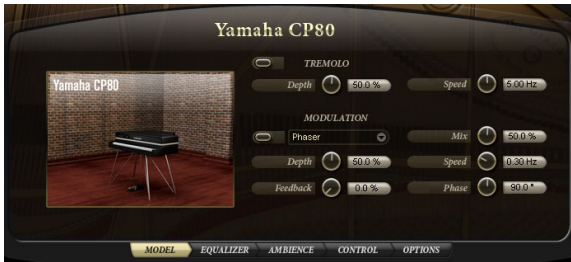 Yamaha CP80
Yamaha CP80
TREMOLO
Depth 50.0 % Speed 5.00 Hz
MODULATION
Phaser Mix 50.0 %
Depth 50.0 % Speed 0.30 Hz
Feedback 0.0 % Phase 90.0 °
MODEL EQUALIZER AMBIENCE CONTROL OPTIONS